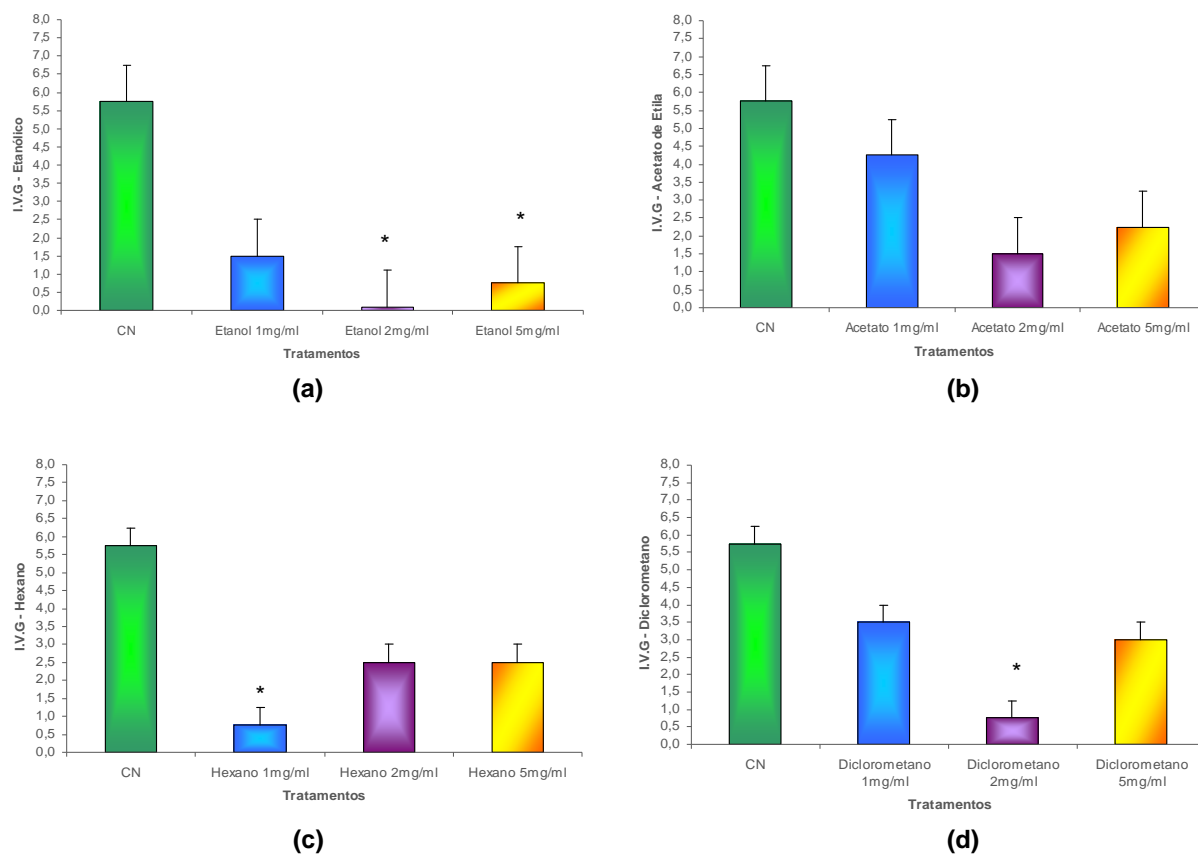 I.V.G - Etanólico
8,0
7,5
7,0
6,5
6,0
5,5
5,0
4,5
4,0
3,5
3,0
2,5
2,0
1,5
1,0
0,5
0,0
*
*
CN
Etanol 1mg/ml
Etanol 2mg/ml
Etanol 5mg/ml
Tratamentos
(a)
I.V.G - Acetato de Etila
8,0
7,5
7,0
6,5
6,0
5,5
5,0
4,5
4,0
3,5
3,0
2,5
2,0
1,5
1,0
0,5
0,0
CN
Acetato 1mg/ml
Acetato 2mg/ml
Acetato 5mg/ml
Tratamentos
(b)
I.V.G - Hexano
8,0
7,5
7,0
6,5
6,0
5,5
5,0
4,5
4,0
3,5
3,0
2,5
2,0
1,5
1,0
0,5
0,0
*
CN
Hexano 1mg/ml
Hexano 2mg/ml
Hexano 5mg/ml
Tratamentos
(c)
I.V.G - Diclorometano
8,0
7,5
7,0
6,5
6,0
5,5
5,0
4,5
4,0
3,5
3,0
2,5
2,0
1,5
1,0
0,5
0,0
*
CN
Diclorometano
1mg/ml
Diclorometano
2mg/ml
Diclorometano
5mg/ml
Tratamentos
(d)